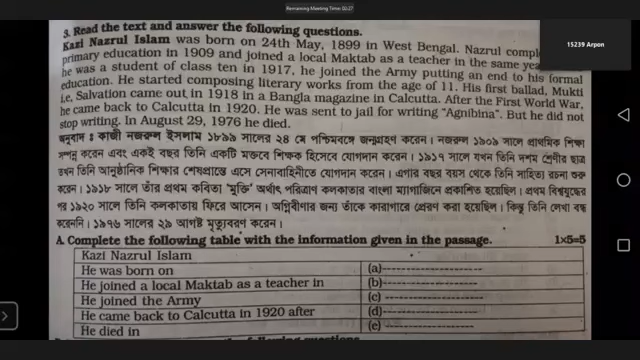 Remaining Meeting Time: 00:27
15239 Arpon
3. Read the text and answer the following questions.
Kazi Nazrul Islam was born on 24th May, 1899 in West Bengal. Nazrul
primary education in 1909 and joined a local Maktab as a teacher in the same
he was a student of class ten in 1917, he joined the Army putting an end to his formal
education. He started composing literary works from the age of 11. His first ballad, Mukti
i.e, Salvation came out in 1918 in a Bangla magazine in Calcutta. After the First World War,
he came back to Calcutta in 1920. He was sent to jail for writing "Agnibina". But he did not
stop writing. In August 29, 1976 he died.
অনুবাদ : কাজী নজরুল ইসলাম ১৮৯৯ সালের ২৪ মে পশ্চিমবঙ্গে জন্মগ্রহণ করেন। নজরুল ১৯০৯ সালে প্রাথমিক শিক্ষা
সম্পন্ন করেন এবং একই বছর তিনি একটি মক্তবে শিক্ষক হিসেবে যোগদান করেন। ১৯১৭ সালে যখন তিনি দশম শ্রেণীর ছাত্র
তখন তিনি আনুষ্ঠানিক শিক্ষার শেষপ্রান্তে এসে সেনাবাহিনীতে যোগদান করেন। এগার বছর বয়স থেকে তিনি সাহিত্য রচনা শুরু
করেন। ১৯১৮ সালে তাঁর প্রথম কবিতা 'মুক্তি' অর্থাৎ পরিত্রাণ কলকাতার বাংলা ম্যাগাজিনে প্রকাশিত হয়েছিল। প্রথম বিশ্বযুদ্ধের
পর ১৯২০ সালে তিনি কলকাতায় ফিরে আসেন। অগ্নিবীণার জন্য তাঁকে কারাগারে প্রেরণ করা হয়েছিল। কিন্তু তিনি লেখা বন্ধ
করেননি। ১৯৭৬ সালের ২৯ আগষ্ট মৃত্যুবরণ করেন।
A. Complete the following table with the information given in the passage. 1×5=5
Kazi Nazrul Islam
He was born on (a)--------------------
He joined a local Maktab as a teacher in (b)--------------------
He joined the Army (c) --------------------
He came back to Calcutta in 1920 after (d)--------------------
He died in (e)--------------------